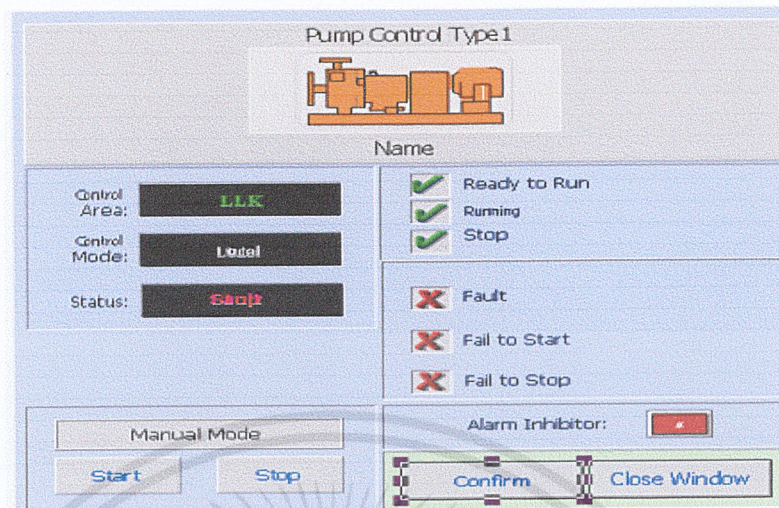 Pump Control Type1
Name
Control Area: LLK
Control Mode: Local
Status:
Ready to Run
Running
Stop
Fault
Fail to Start
Fail to Stop
Manual Mode
Start
Stop
Alarm Inhibitor:
Confirm
Close Window